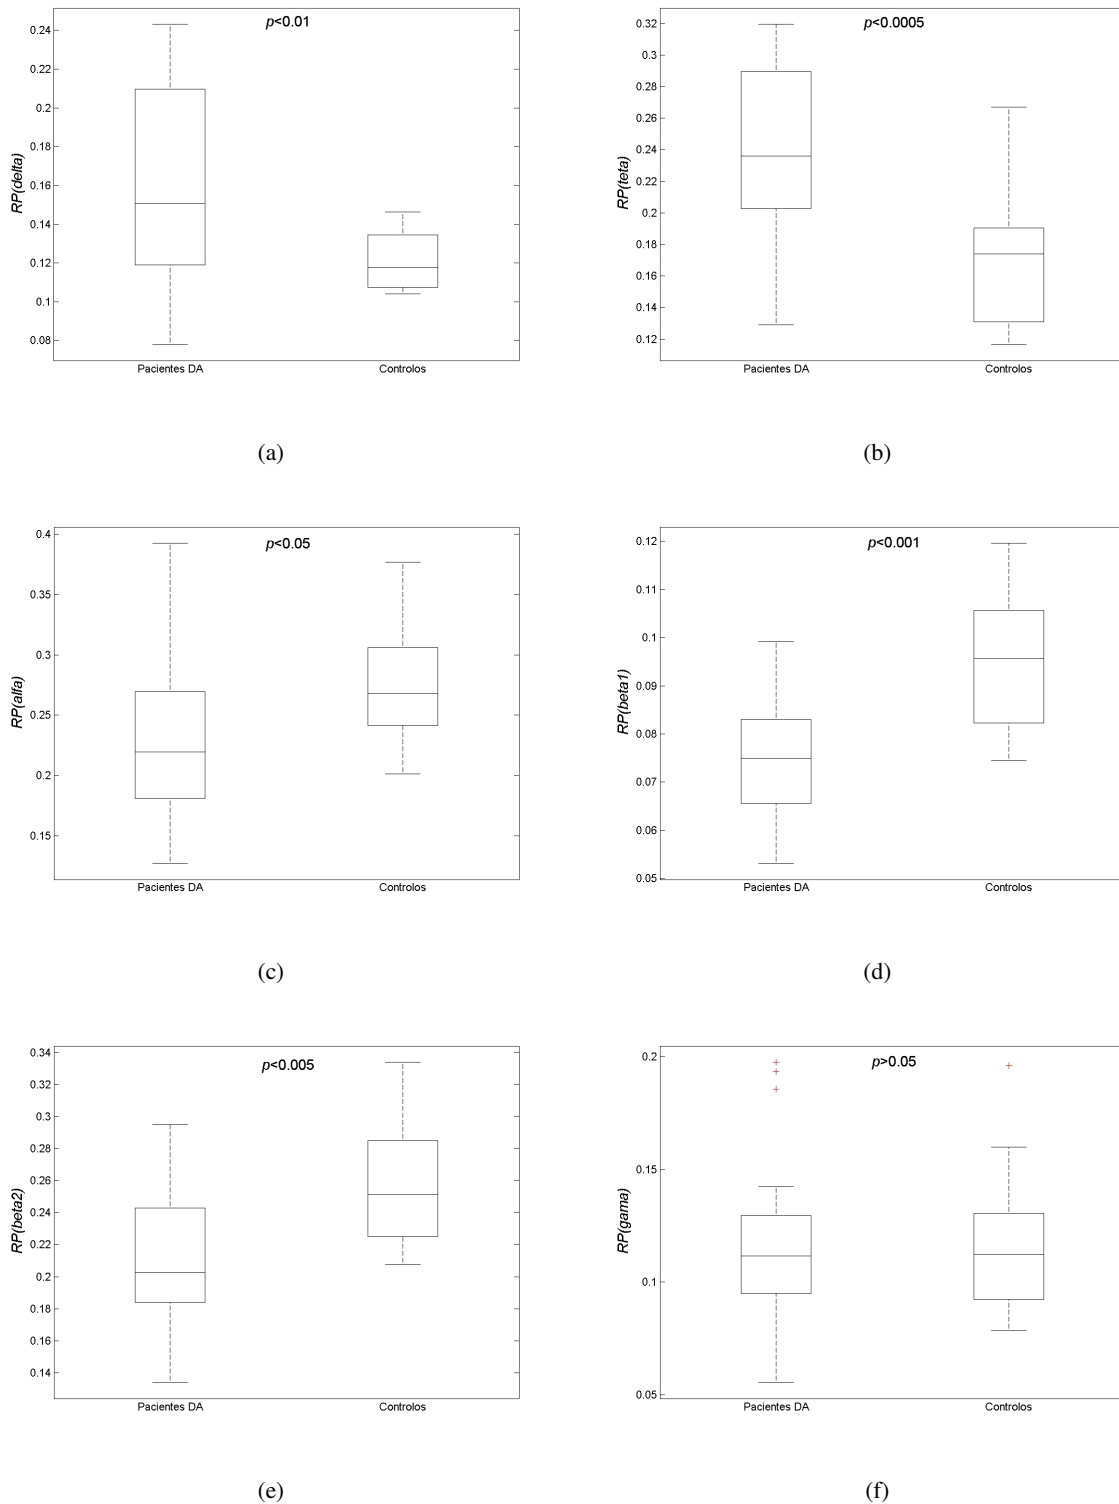 p<0.01
0.24
0.22
0.2
0.18
0.16
0.14
0.12
0.1
0.08
RP(delta)
Pacientes DA Controlos
(a)
p<0.0005
0.32
0.3
0.28
0.26
0.24
0.22
0.2
0.18
0.16
0.14
0.12
RP(teta)
Pacientes DA Controlos
(b)
p<0.05
0.4
0.35
0.3
0.25
0.2
0.15
RP(alfa)
Pacientes DA Controlos
(c)
p<0.001
0.12
0.11
0.1
0.09
0.08
0.07
0.06
0.05
RP(beta1)
Pacientes DA Controlos
(d)
p<0.005
0.34
0.32
0.3
0.28
0.26
0.24
0.22
0.2
0.18
0.16
0.14
RP(beta2)
Pacientes DA Controlos
(e)
p>0.05
0.2
0.15
0.1
0.05
RP(gama)
Pacientes DA Controlos
(f)